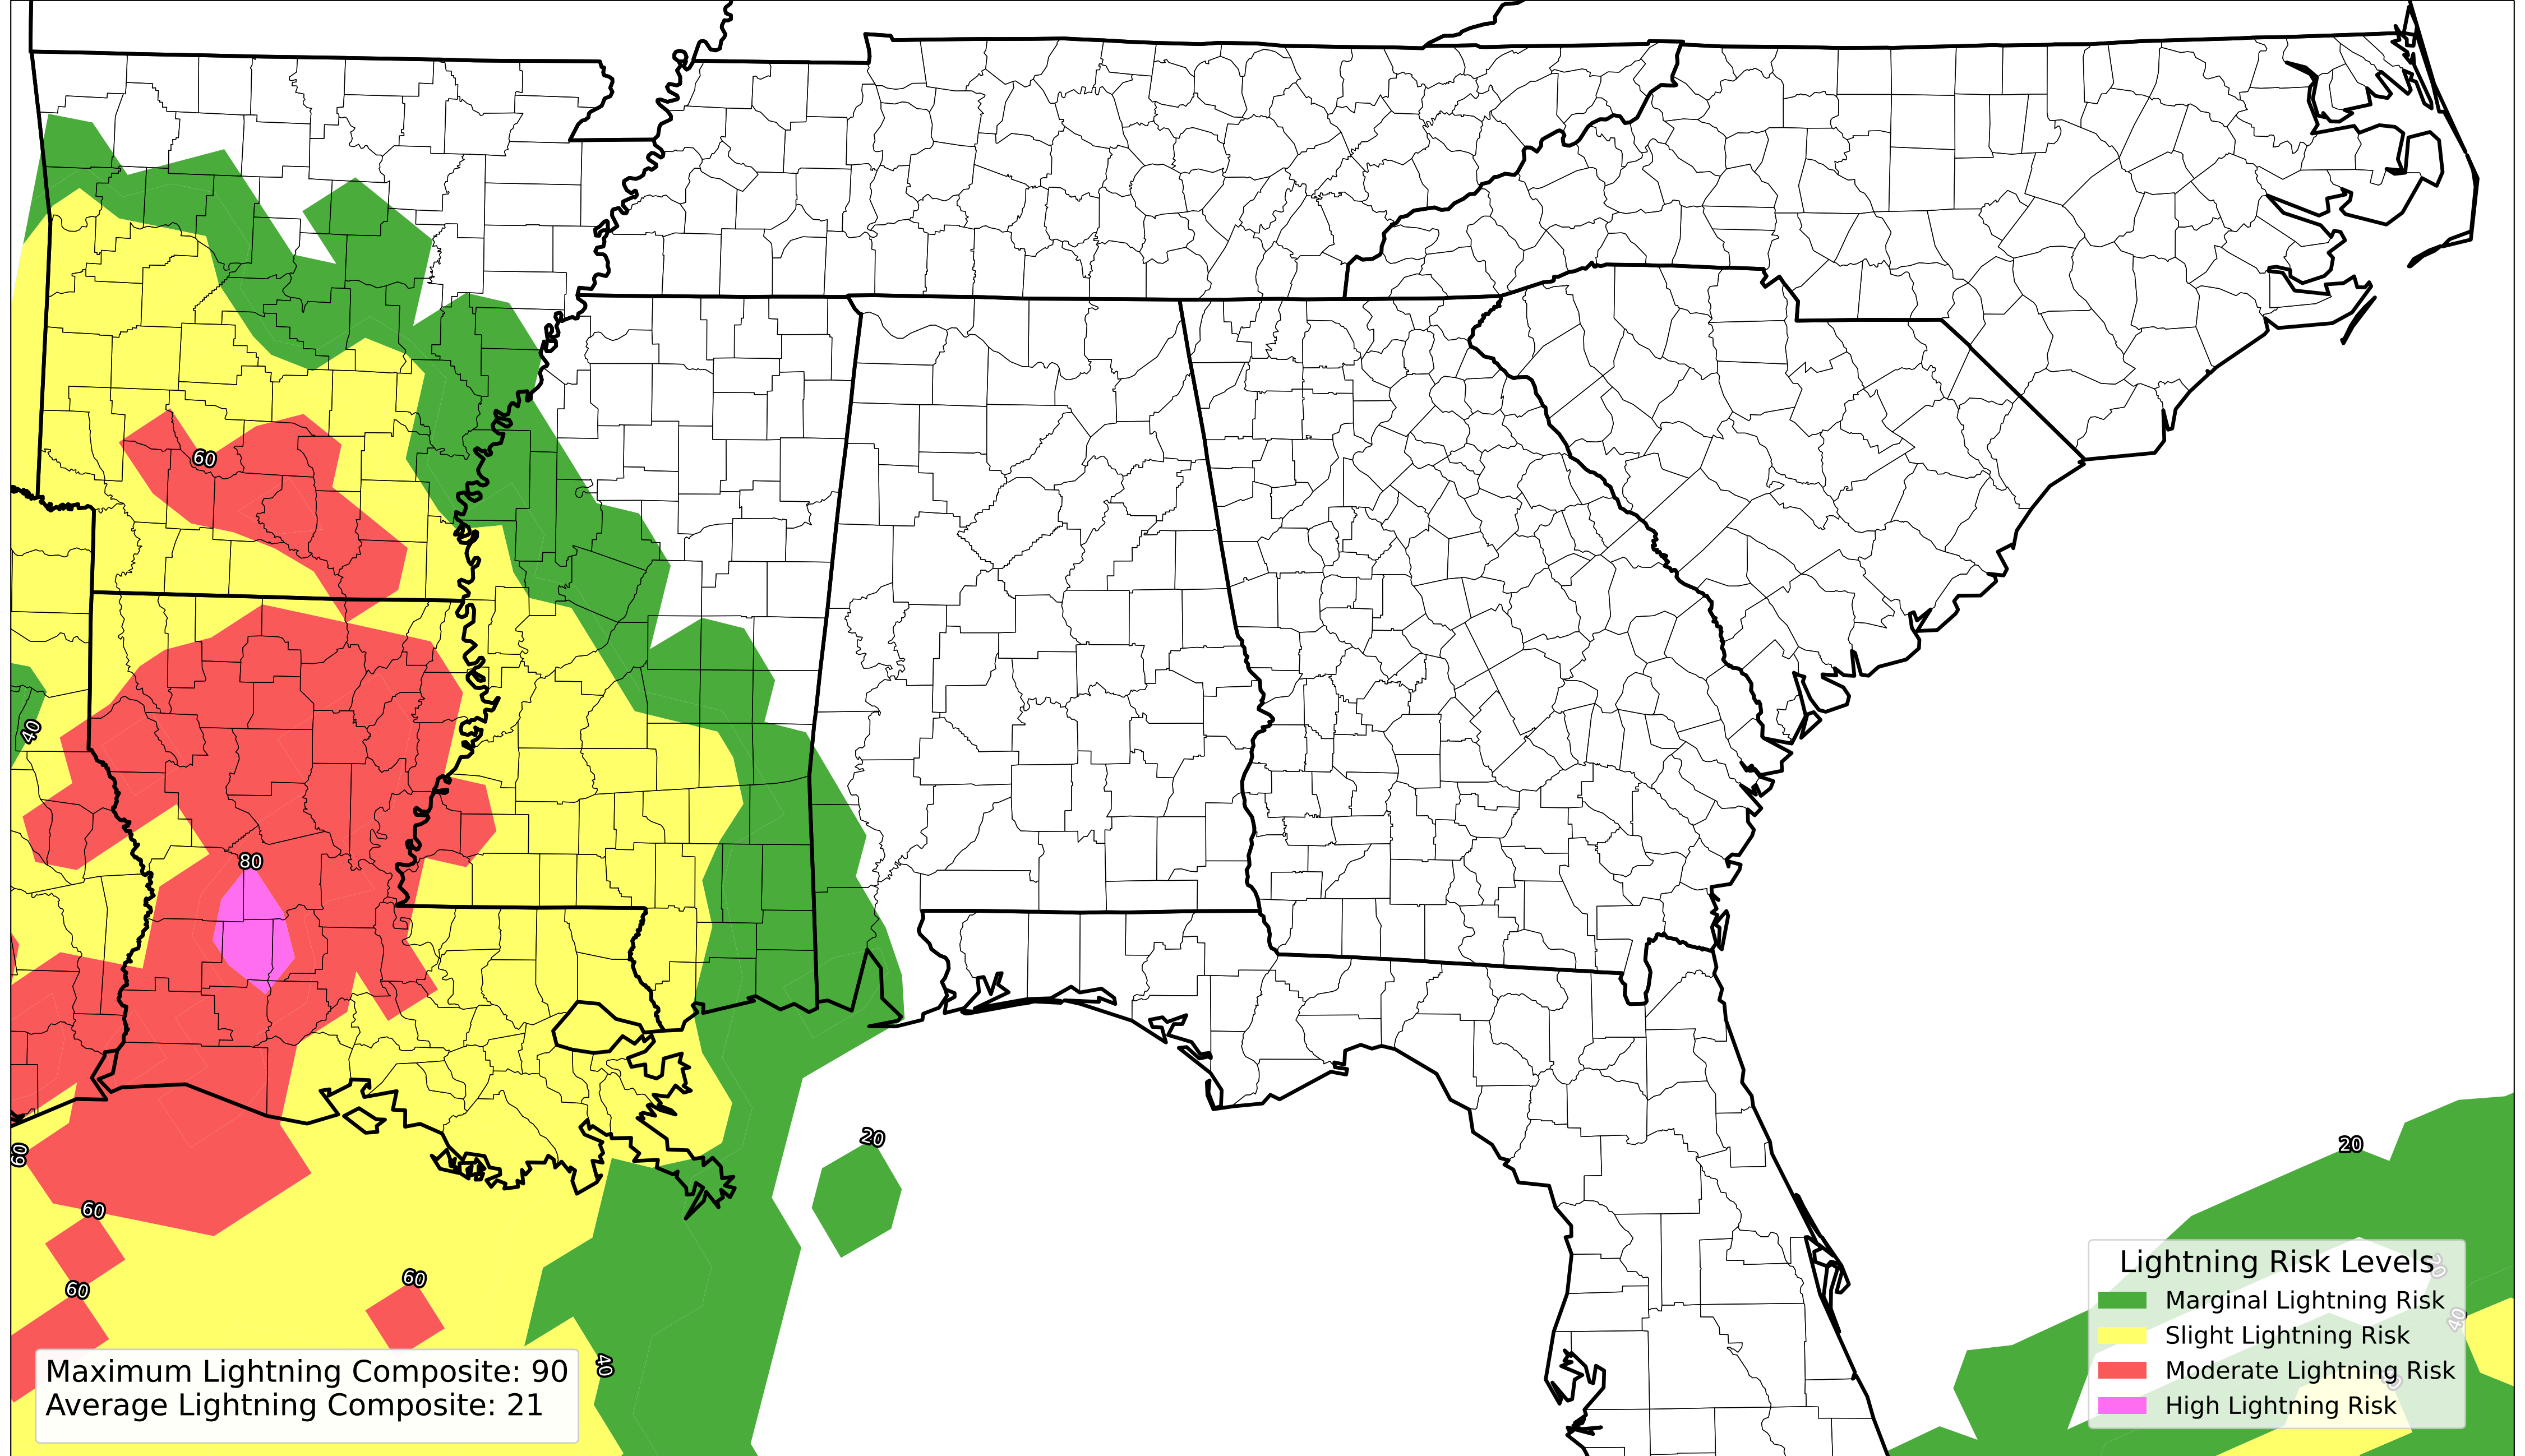 60
40
80
60
20
20
60
60
60
40
Lightning Risk Levels
Marginal Lightning Risk
Slight Lightning Risk
Moderate Lightning Risk
High Lightning Risk
40
Maximum Lightning Composite: 90
Average Lightning Composite: 21